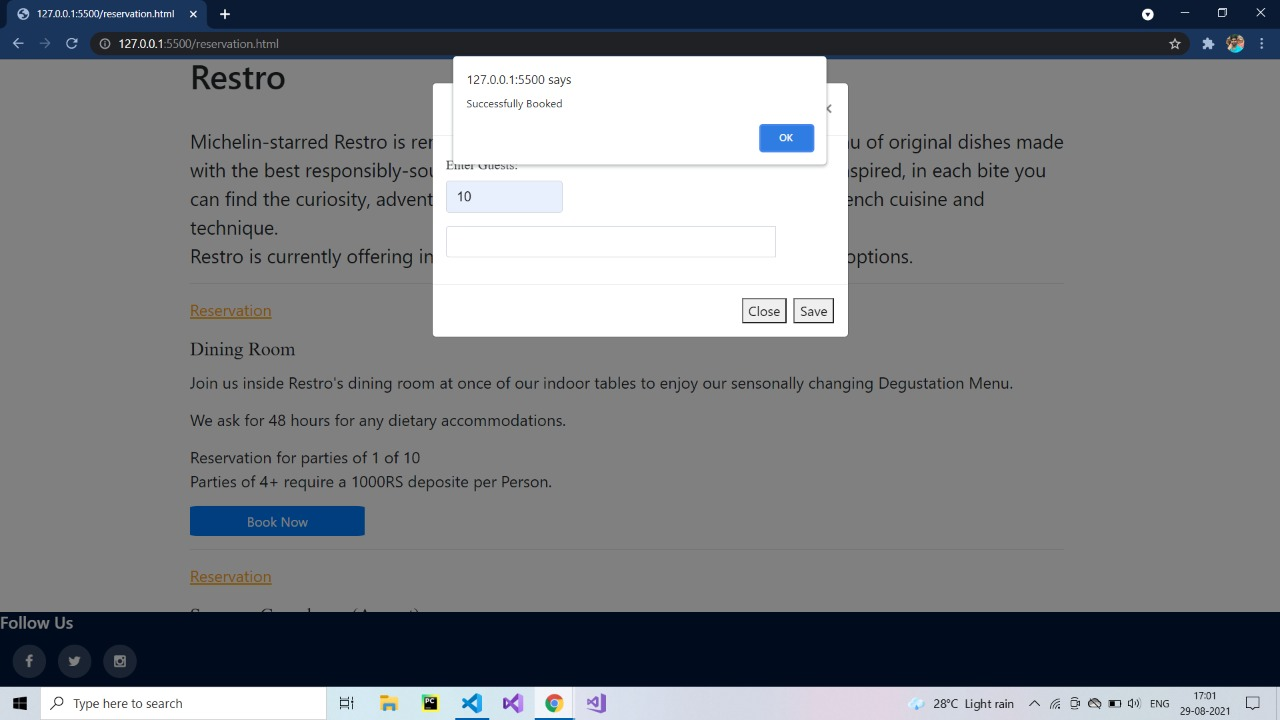 127.0.0.1:5500/reservation.html
127.0.0.1:5500/reservation.html
Restro
127.0.0.1:5500 says
Successfully Booked
OK
Michelin-starred Restro is u of original dishes made
with the best responsibly-sou spired, in each bite you
can find the curiosity, advent ench cuisine and
technique.
Restro is currently offering in options.
Enter Guests:
10
Close Save
Reservation
Dining Room
Join us inside Restro's dining room at once of our indoor tables to enjoy our sensonally changing Degustation Menu.
We ask for 48 hours for any dietary accommodations.
Reservation for parties of 1 of 10
Parties of 4+ require a 1000RS deposite per Person.
Book Now
Reservation
Follow Us
PC
Type here to search
28°C Light rain
ENG
17:01
29-08-2021